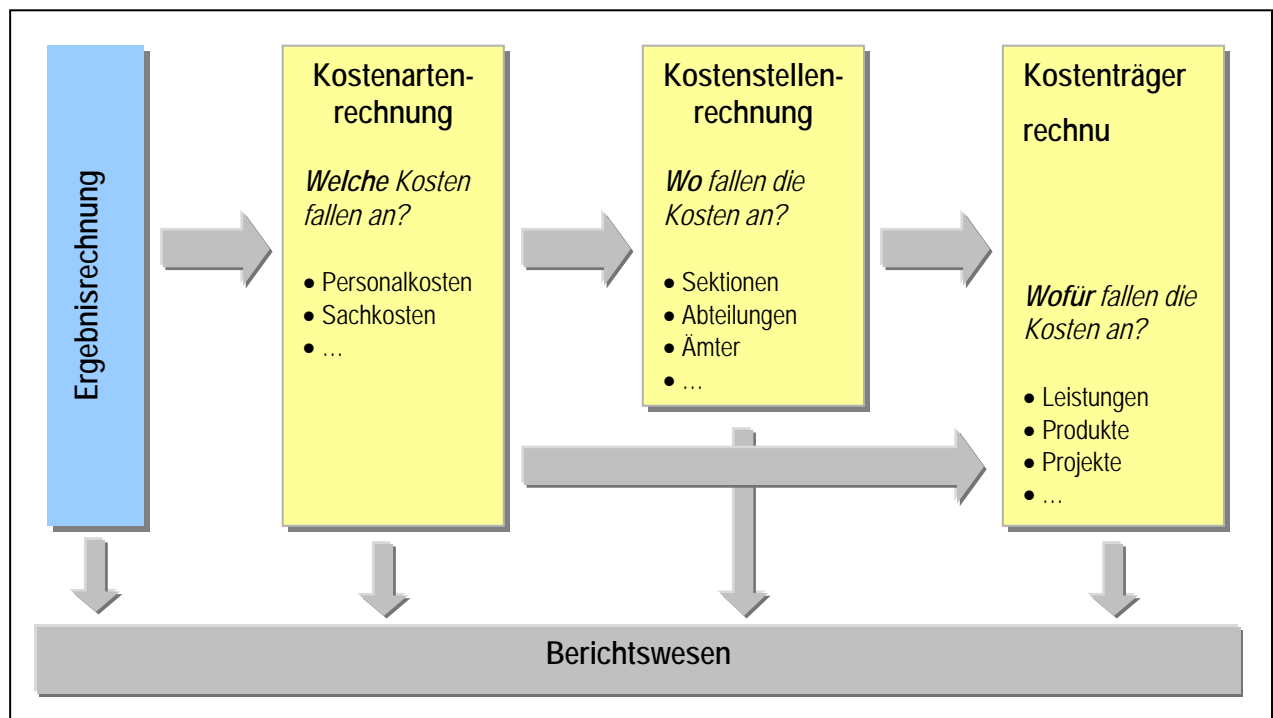 Ergebnisrechnung
Kostenarten-
rechnung
Welche Kosten
fallen an?
• Personalkosten
• Sachkosten
• …
Kostenstellen-
rechnung
Wo fallen die
Kosten an?
• Sektionen
• Abteilungen
• Ämter
• …
Kostenträger
rechnu
Wofür fallen die
Kosten an?
• Leistungen
• Produkte
• Projekte
• …
Berichtswesen